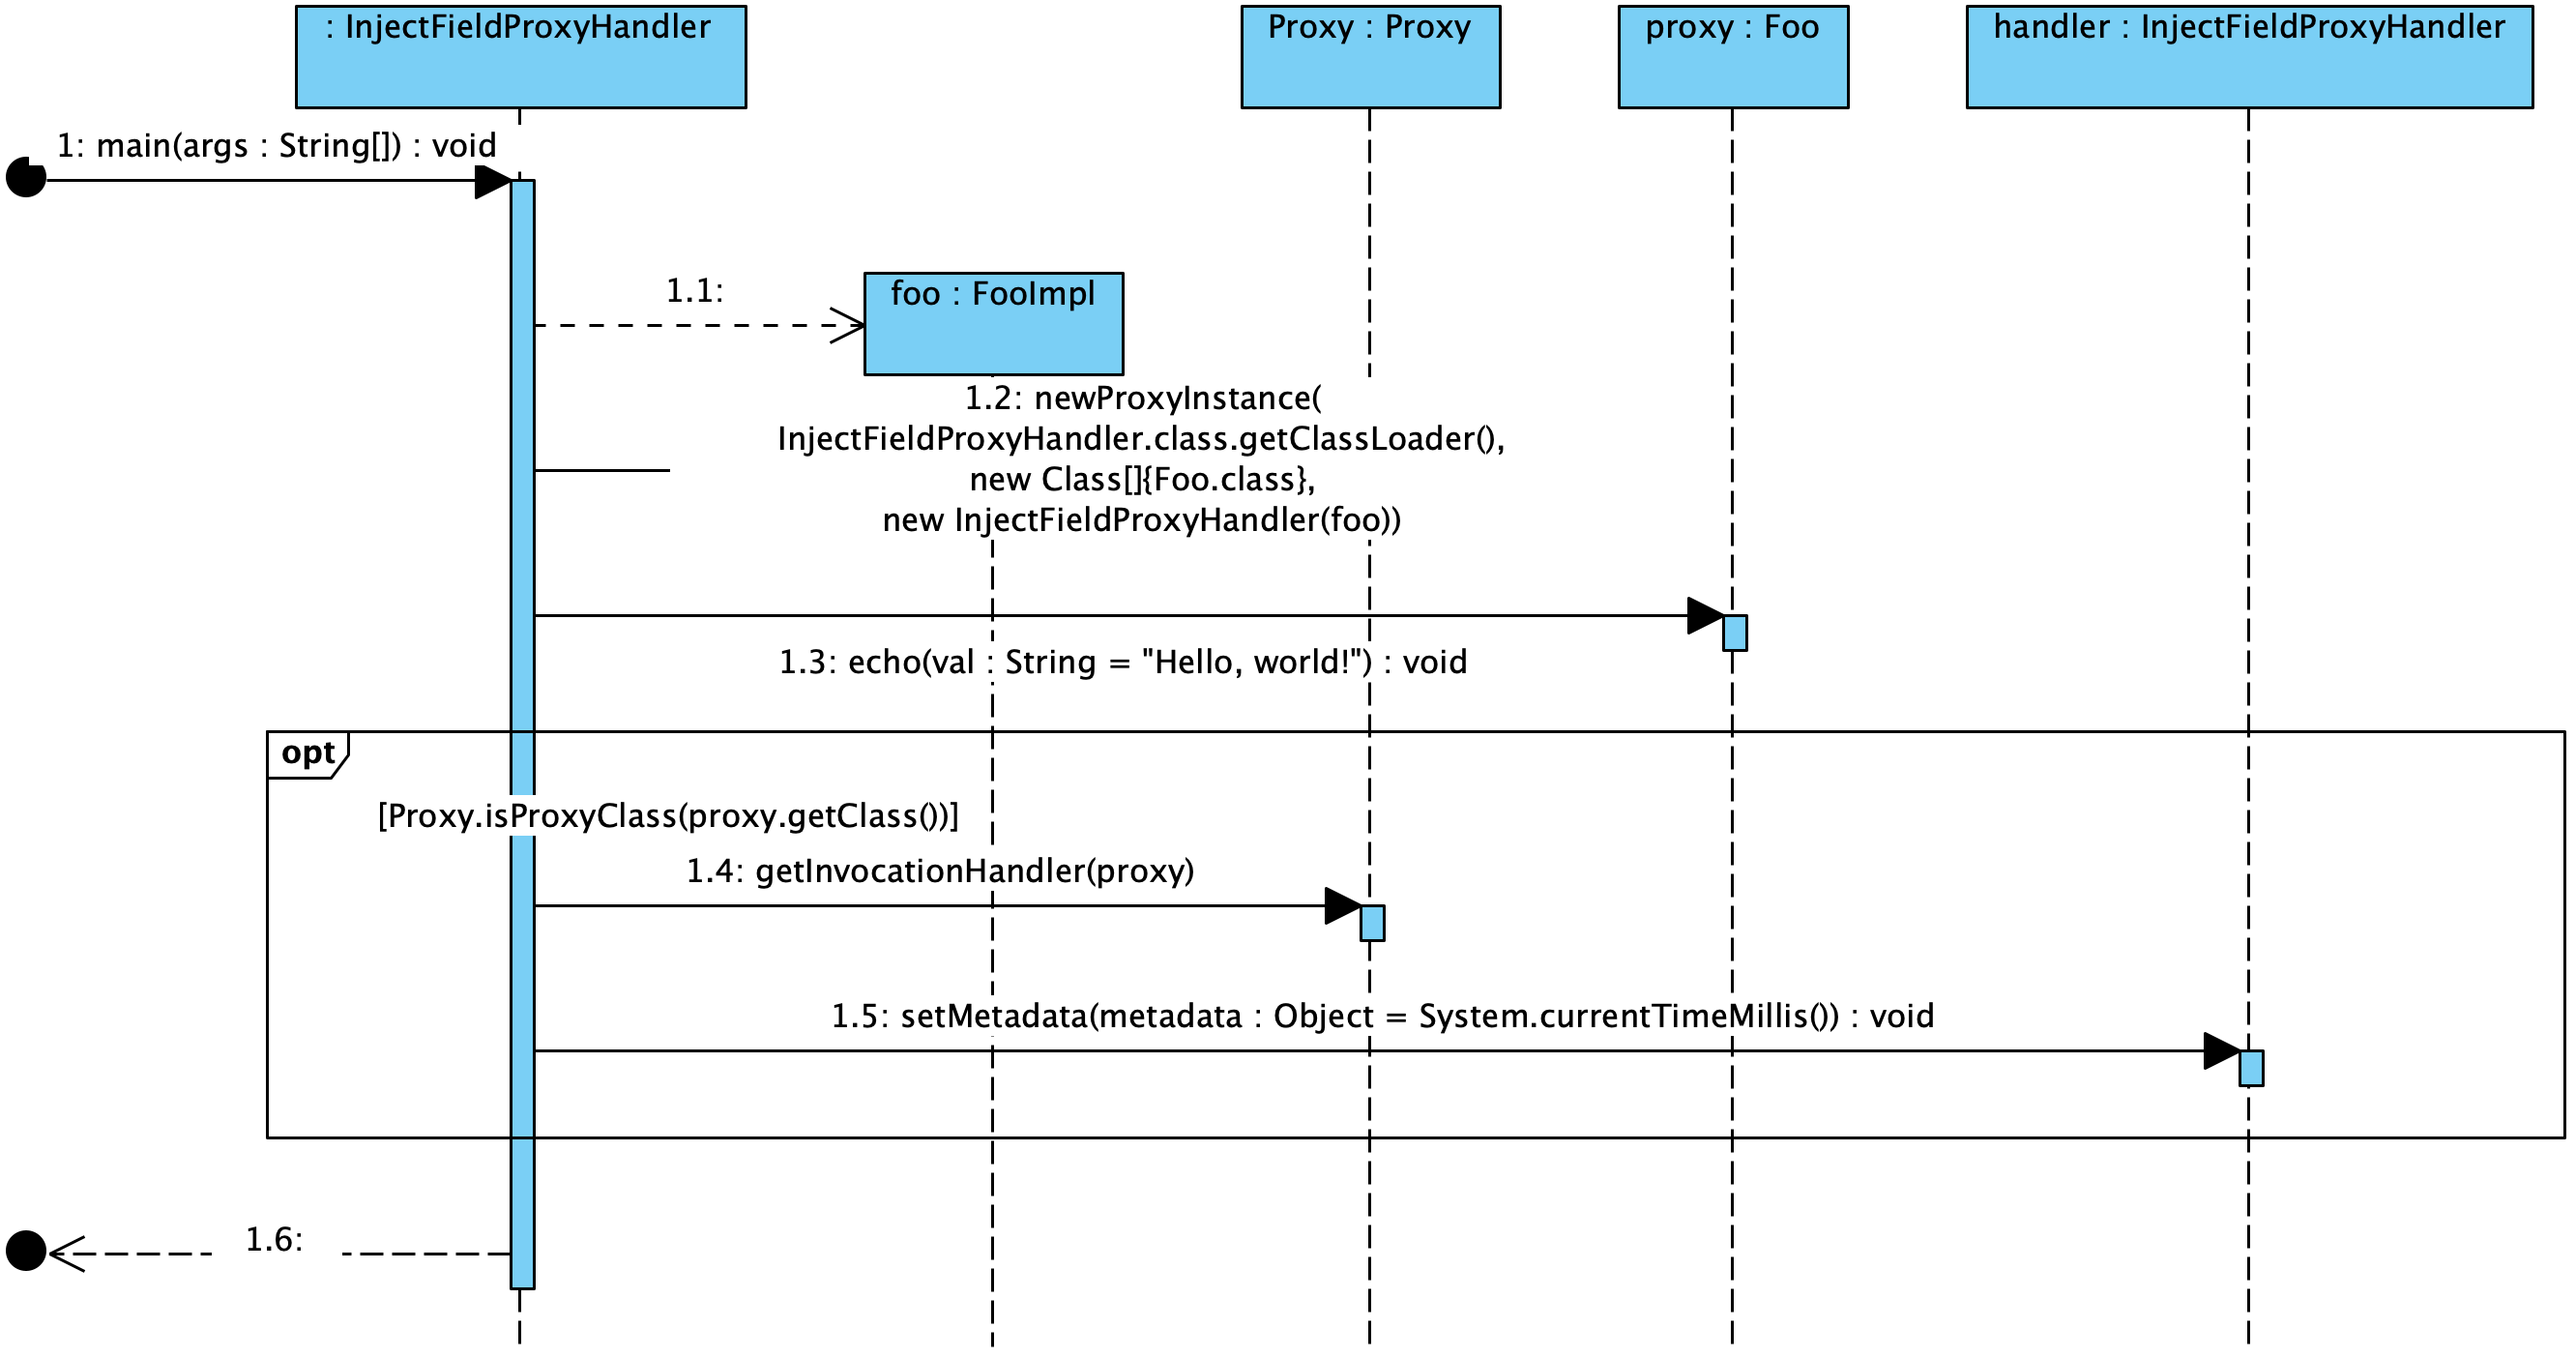 : InjectFieldProxyHandler
Proxy : Proxy
proxy : Foo
handler : InjectFieldProxyHandler
1: main(args : String[]) : void
1.1:
foo : FooImpl
1.2: newProxyInstance(
InjectFieldProxyHandler.class.getClassLoader(),
new Class[]{Foo.class},
new InjectFieldProxyHandler(foo))
1.3: echo(val : String = "Hello, world!") : void
opt
[Proxy.isProxyClass(proxy.getClass())]
1.4: getInvocationHandler(proxy)
1.5: setMetadata(metadata : Object = System.currentTimeMillis()) : void
1.6: